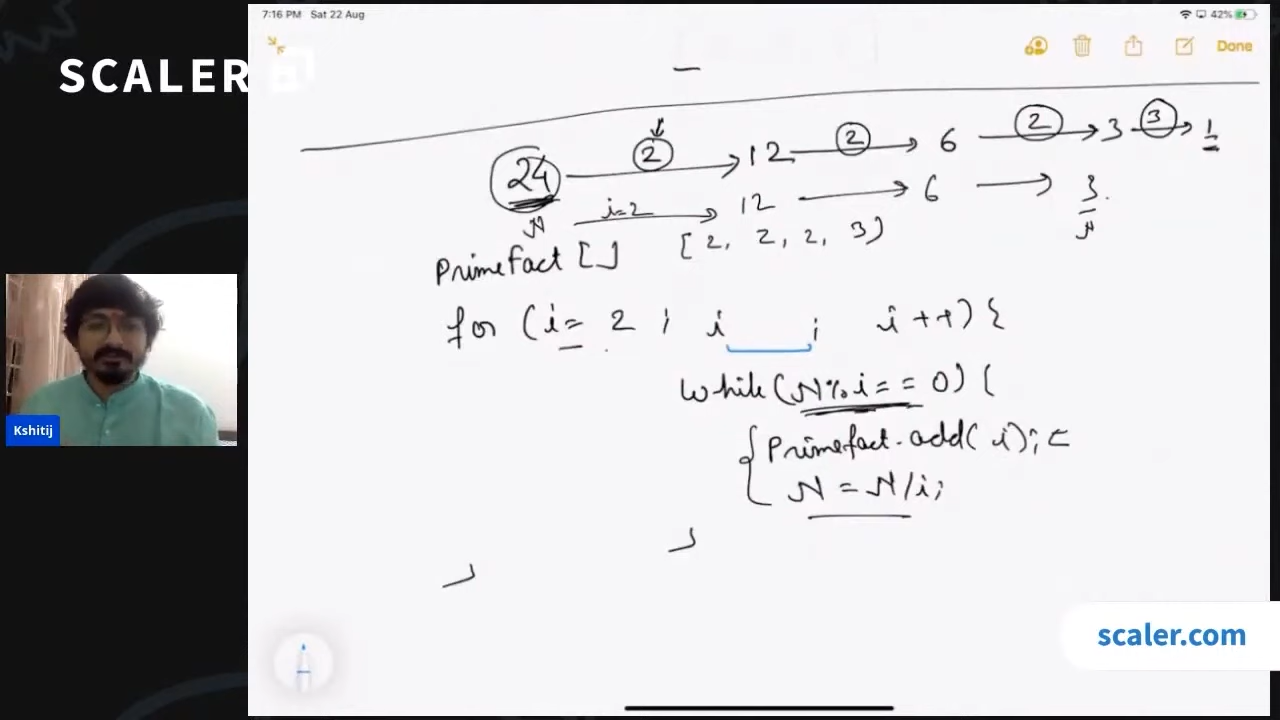 7:16 PM Sat 22 Aug
42%
SCALER
Done
24 2 12 2 6 2 3 3 1
N i=2 12 6 3
N
PrimeFact [] [2, 2, 2, 3)
for (i= 2 ; i ; i++) {
while (N%i== 0) {
{ Primefact.add(i);
N = N/i;
}
}
Kshitij
scaler.com